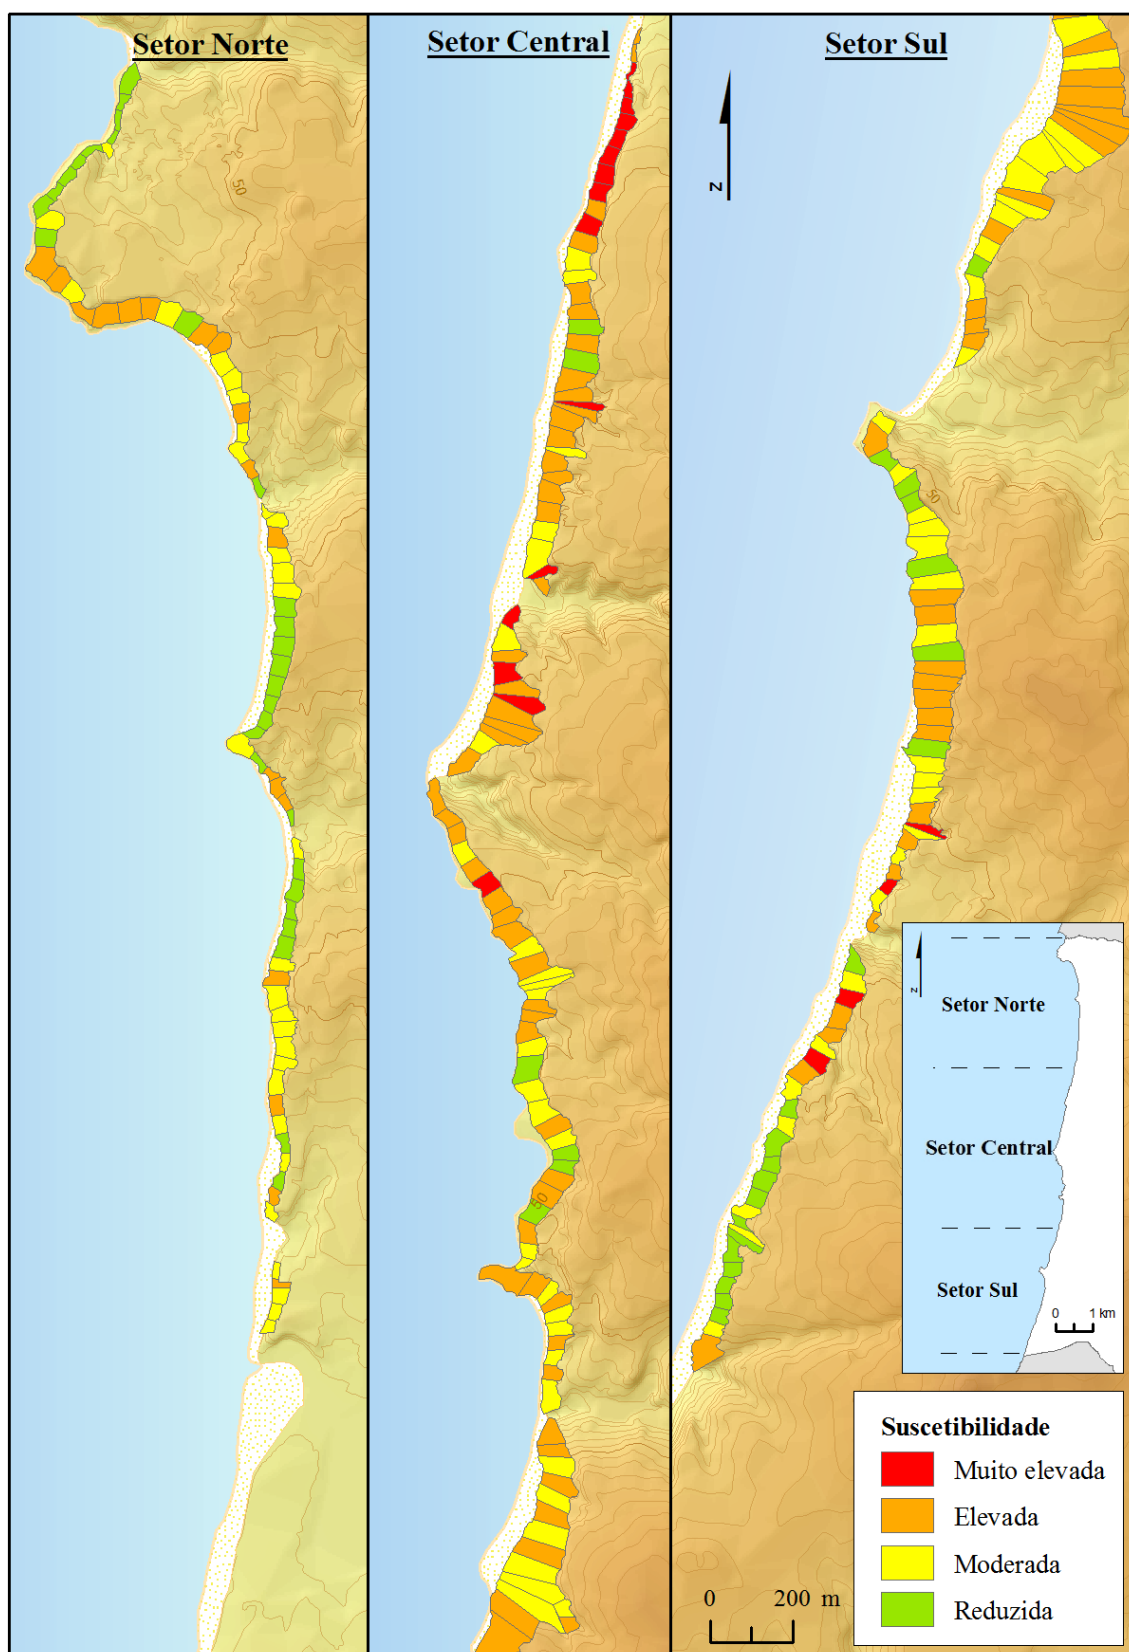 Setor Norte
Setor Central
Setor Sul
50
N
50
50
N
Setor Norte
Setor Central
Setor Sul
0 1 km
Suscetibilidade
Muito elevada
Elevada
Moderada
Reduzida
0 200 m